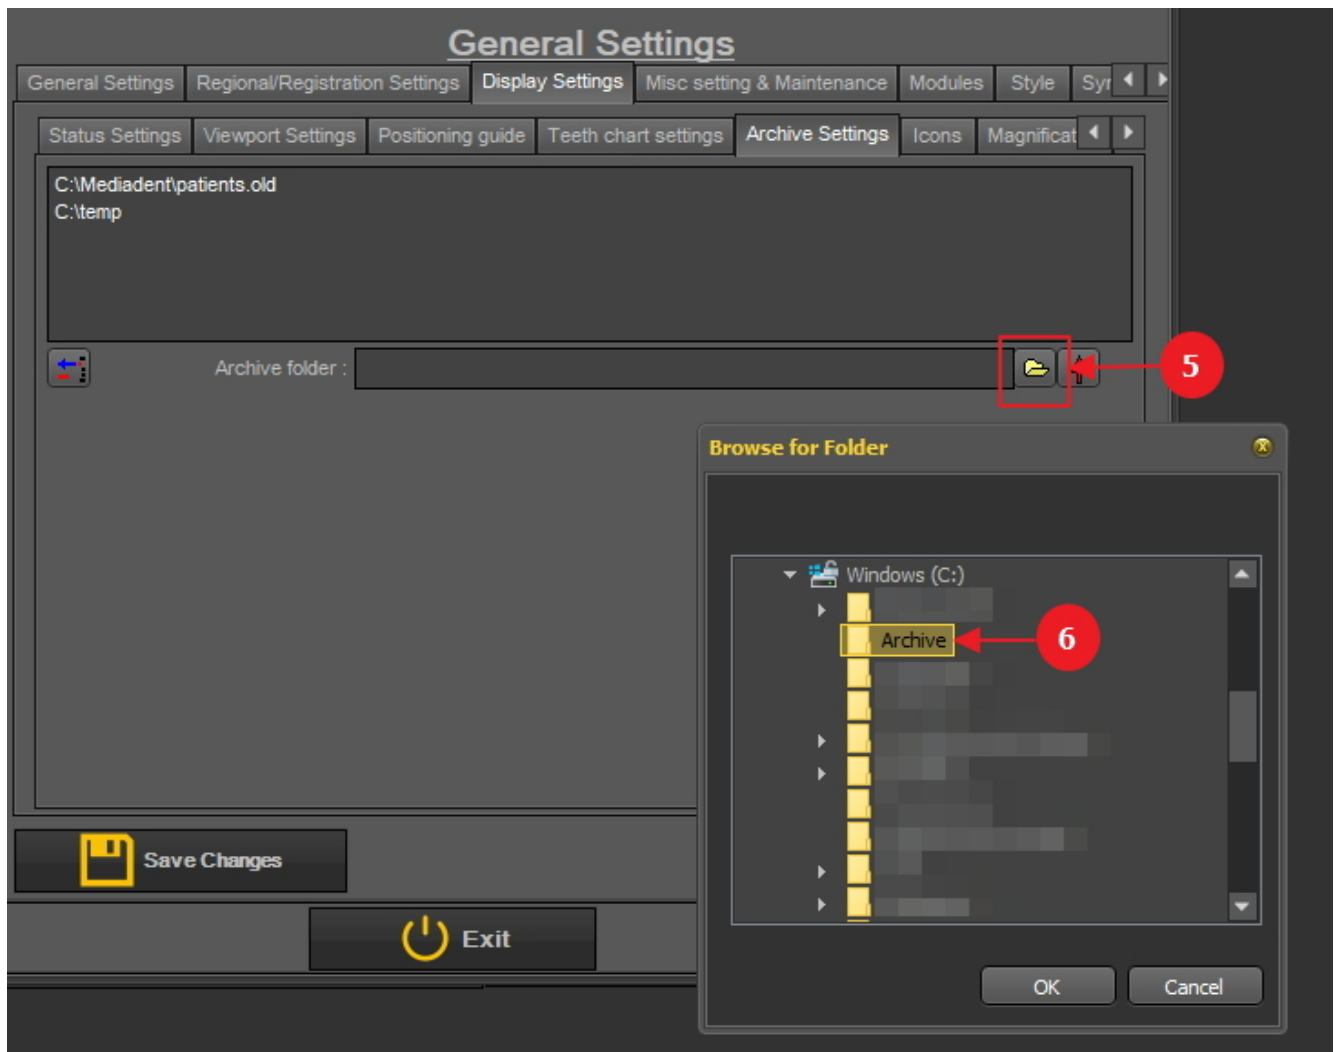 General Settings
General Settings Regional/Registration Settings Display Settings Misc setting & Maintenance Modules Style Syr
Status Settings Viewport Settings Positioning guide Teeth chart settings Archive Settings Icons Magnificat
C:\Mediadent\patients.old
C:\temp
Archive folder :
5
Browse for Folder
Windows (C:)
Archive
6
Save Changes
Exit
OK Cancel